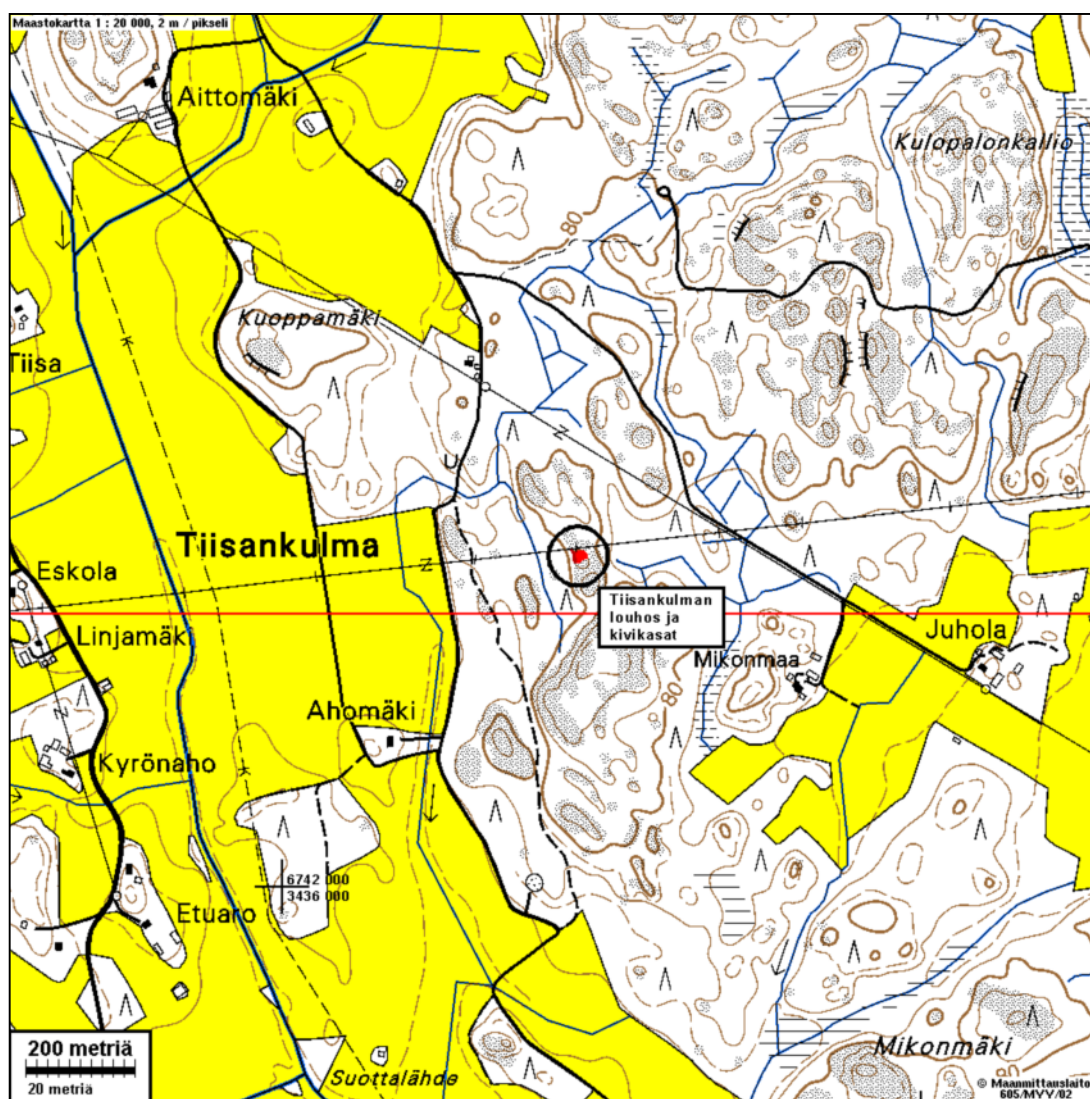 Maastokartta 1 : 20 000, 2 m / pikseli
Aittomäki
Kulopalonkallio
80
Kuoppamäki
Tiisa
Tiisankulma
Eskola
Tiisankulman
louhos ja
kivikasat
Linjamäki
Juhola
Mikonmaa
80
Ahomäki
Kyrönaho
6742 000
3436 000
Etuaro
200 metriä
20 metriä
Suottalähde
Mikonmäki
© Maanmittauslaito
605/MYY/02